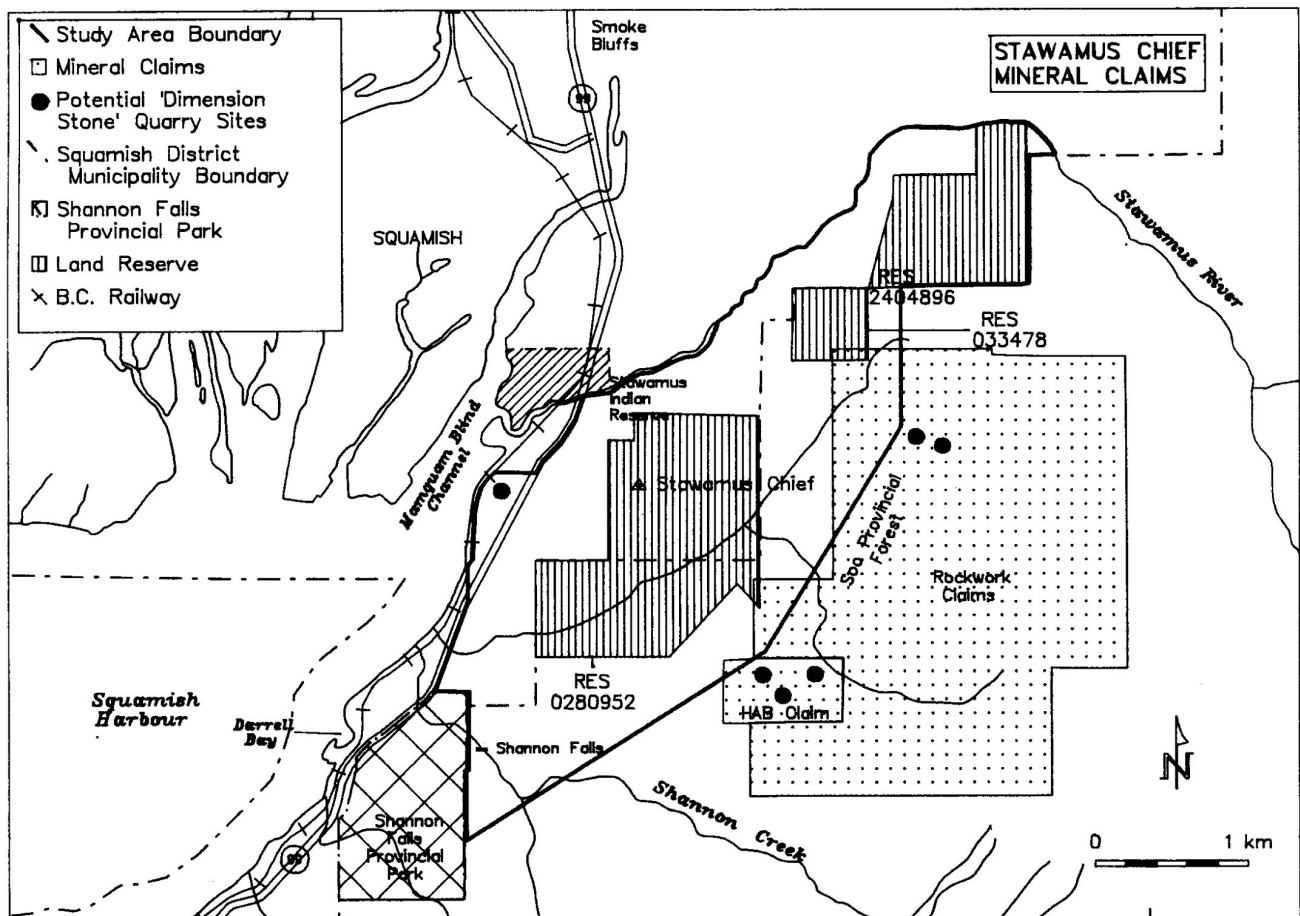 Study Area Boundary
Mineral Claims
Potential 'Dimension
Stone' Quarry Sites
Squamish District
Municipality Boundary
Shannon Falls
Provincial Park
Land Reserve
B.C. Railway
Smoke
Bluffs
99
STAWAMUS CHIEF
MINERAL CLAIMS
SQUAMISH
Stawamus River
RES
2404896
RES
033478
Stawamus
Indian
Reserve
Mamquam Blind
Channel
Stawamus Chief
Soo Provincial
Forest
Rockwork
Claims
RES
0280952
HAB Claim
Squamish
Harbour
Darrell
Bay
Shannon Falls
Shannon
Falls
Provincial
Park
Shannon Creek
99
N
0 1 km